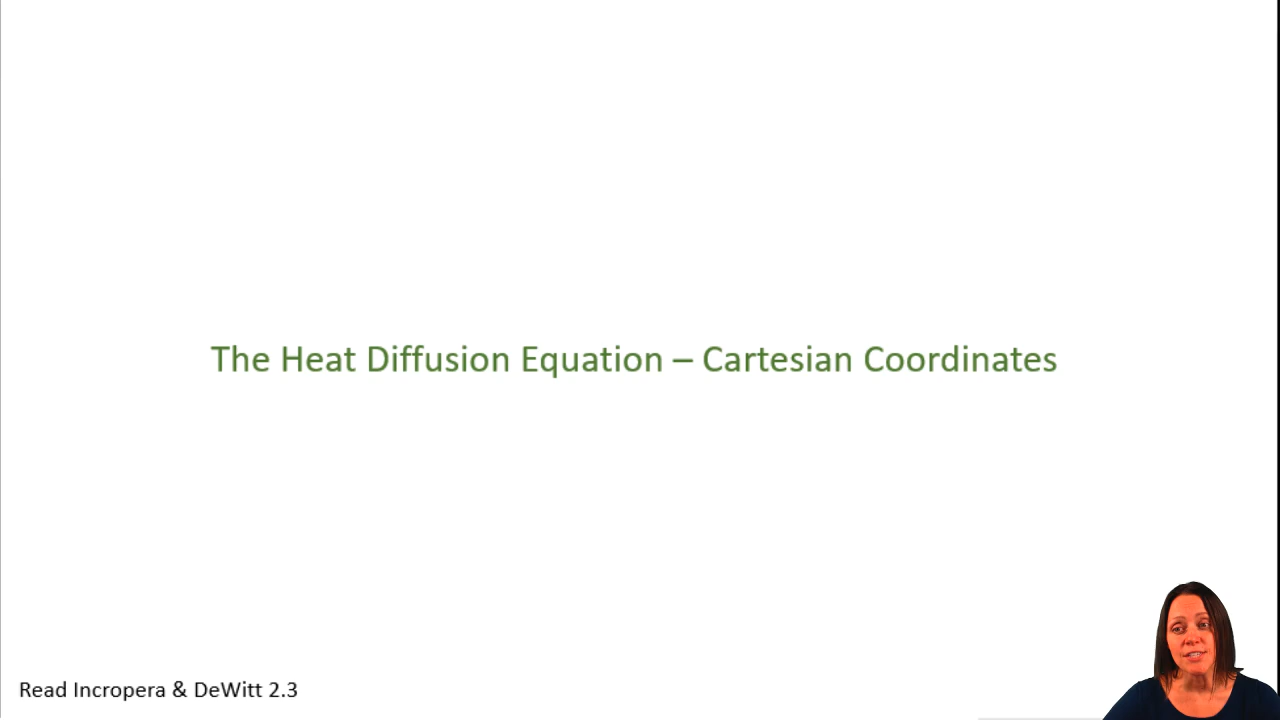 The Heat Diffusion Equation – Cartesian Coordinates
Read Incropera & DeWitt 2.3